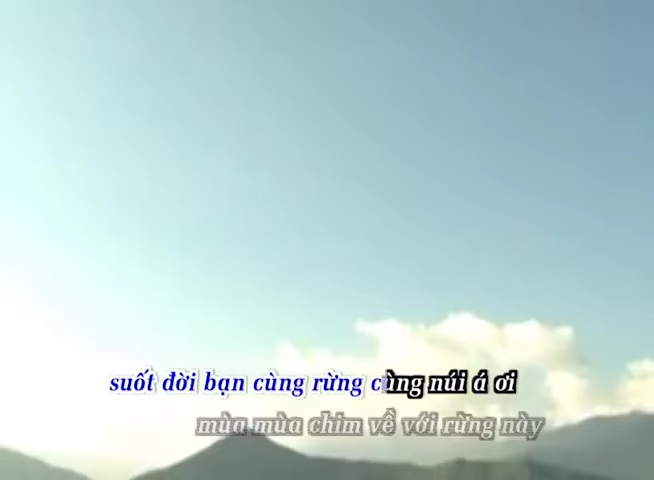 suốt đời bạn cùng rừng cùng núi á ơi
mùa mùa chim về với rừng này